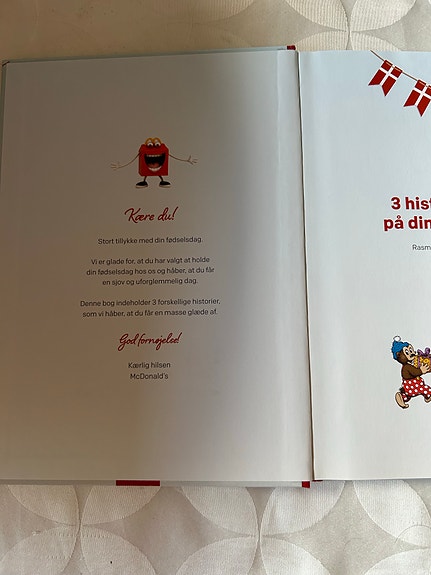 Kære du!
Stort tillykke med din fødselsdag.
Vi er glade for, at du har valgt at holde
din fødselsdag hos os og håber, at du får
en sjov og uforglemmelig dag.
Denne bog indeholder 3 forskellige historier,
som vi håber, at du får en masse glæde af.
God fornøjelse!
Kærlig hilsen
McDonald's
3 hist
på din
Rasm